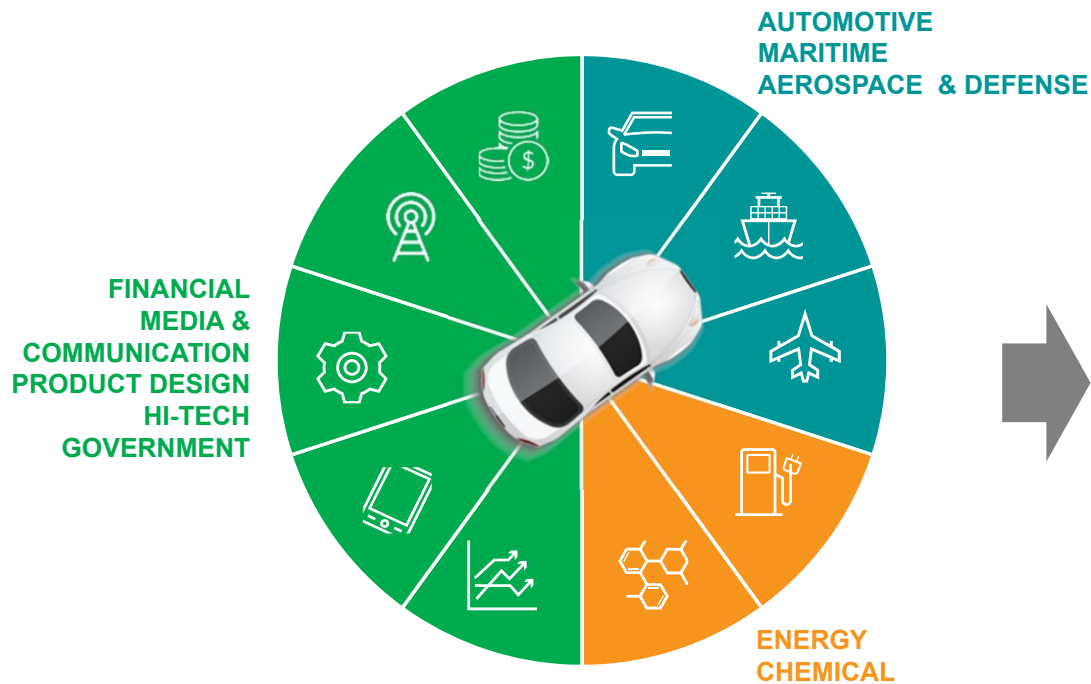 AUTOMOTIVE
MARITIME
AEROSPACE & DEFENSE
$
FINANCIAL
MEDIA &
COMMUNICATION
PRODUCT DESIGN
HI-TECH
GOVERNMENT
ENERGY
CHEMICAL